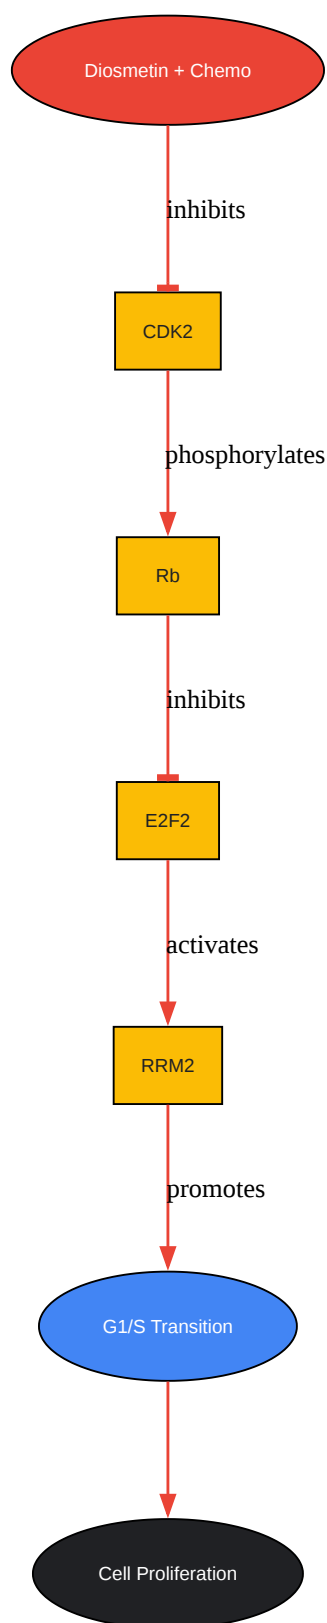 Diosmetin + Chemo
inhibits
CDK2
phosphorylates
Rb
inhibits
E2F2
activates
RRM2
promotes
G1/S Transition
Cell Proliferation